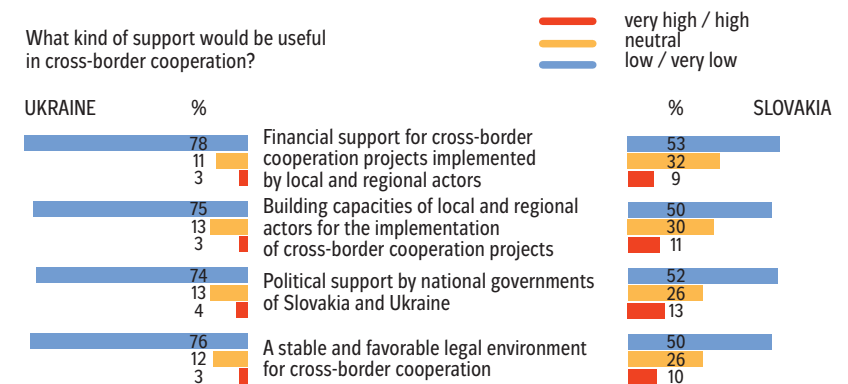 What kind of support would be useful
in cross-border cooperation?
very high / high
neutral
low / very low
UKRAINE %
% SLOVAKIA
78
11
3
Financial support for cross-border
cooperation projects implemented
by local and regional actors
53
32
9
75
13
3
Building capacities of local and regional
actors for the implementation
of cross-border cooperation projects
50
30
11
74
13
4
Political support by national governments
of Slovakia and Ukraine
52
26
13
76
12
3
A stable and favorable legal environment
for cross-border cooperation
50
26
10